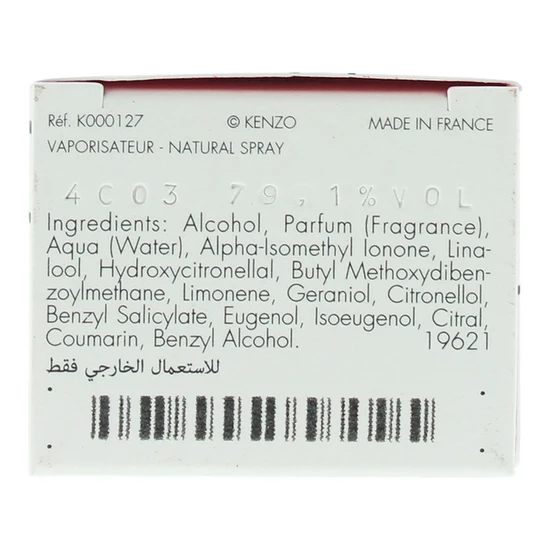 Réf. K000127 © KENZO MADE IN FRANCE
VAPORISATEUR - NATURAL SPRAY
4C03 79,1%VOL
Ingredients: Alcohol, Parfum (Fragrance),
Aqua (Water), Alpha-Isomethyl Ionone, Lina-
lool, Hydroxycitronellal, Butyl Methoxydiben-
zoylmethane, Limonene, Geraniol, Citronellol,
Benzyl Salicylate, Eugenol, Isoeugenol, Citral,
Coumarin, Benzyl Alcohol. 19621
للاستعمال الخارجي فقط